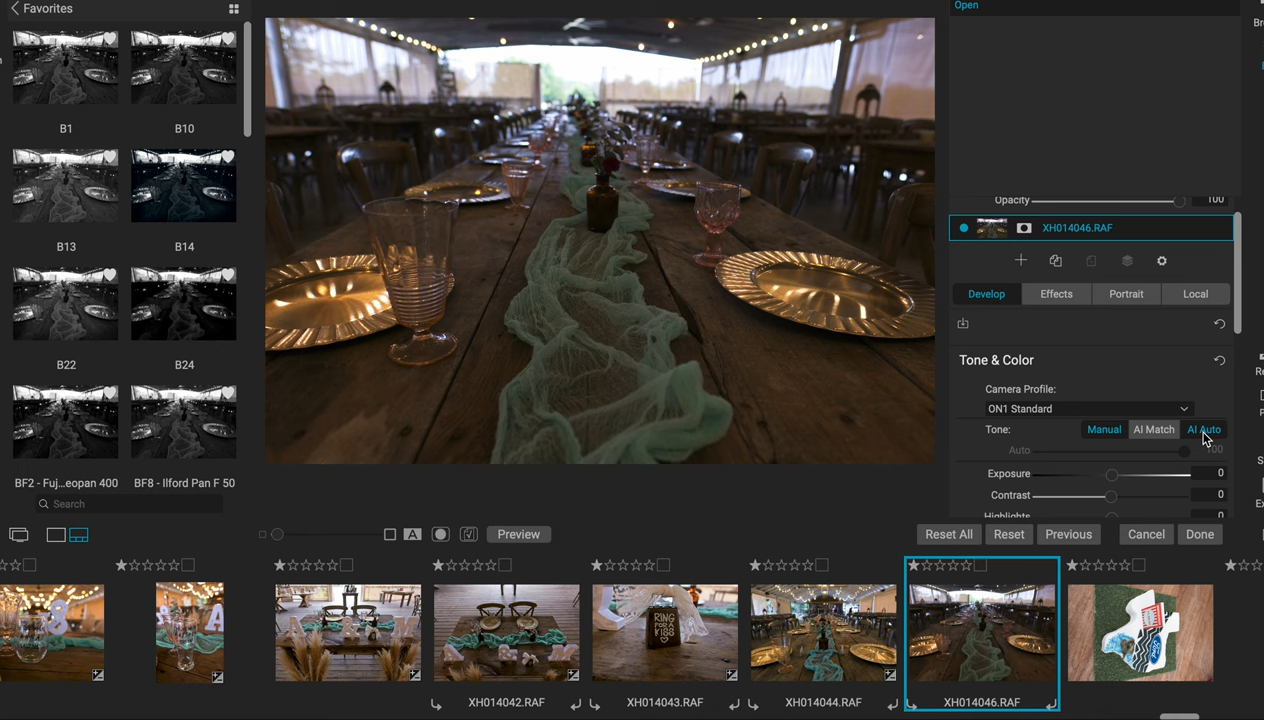 Favorites
Open
B1
B10
B13
B14
B22
B24
BF2 - Fuj...eopan 400
BF8 - Ilford Pan F 50
Search
Opacity
100
XH014046.RAF
Develop
Effects
Portrait
Local
Tone & Color
Camera Profile:
ON1 Standard
Tone:
Manual
AI Match
AI Auto
Auto
100
Exposure
0
Contrast
0
Highlights
0
A
Preview
Reset All
Reset
Previous
Cancel
Done
RING
FOR A
KISS
XH014042.RAF
XH014043.RAF
XH014044.RAF
XH014046.RAF